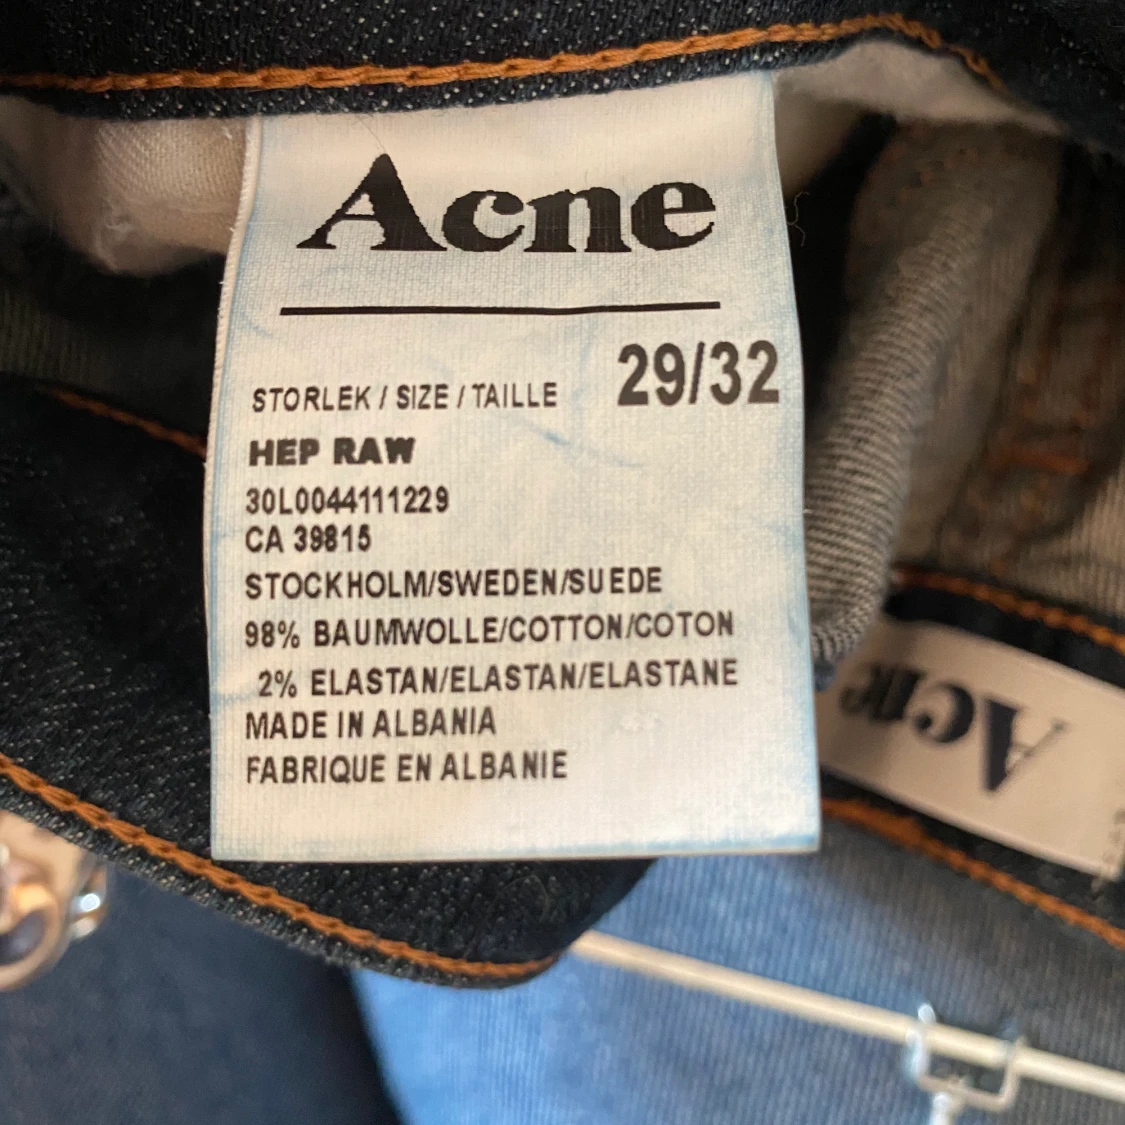 Acne
29/32
STORLEK / SIZE / TAILLE
HEP RAW
30L0044111229
CA 39815
STOCKHOLM/SWEDEN/SUEDE
98% BAUMWOLLE/COTTON/COTON
2% ELASTAN/ELASTAN/ELASTANE
MADE IN ALBANIA
FABRIQUE EN ALBANIE
Acne